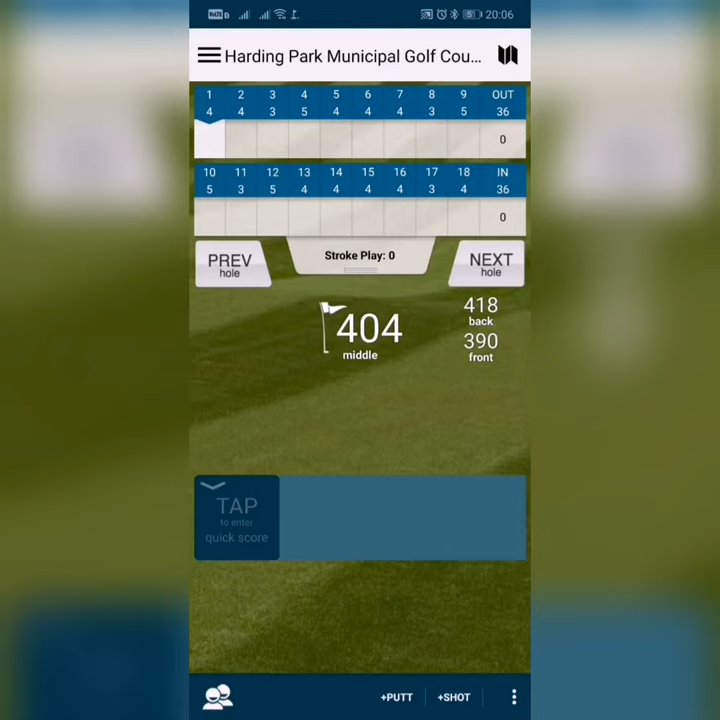 20:06
Harding Park Municipal Golf Cou...
1 2 3 4 5 6 7 8 9 OUT
4 4 3 5 4 4 4 3 5 36
0
10 11 12 13 14 15 16 17 18 IN
5 3 5 4 4 4 4 3 4 36
0
PREV
hole
Stroke Play: 0
NEXT
hole
404
middle
418
back
390
front
TAP
to enter
quick score
+PUTT +SHOT